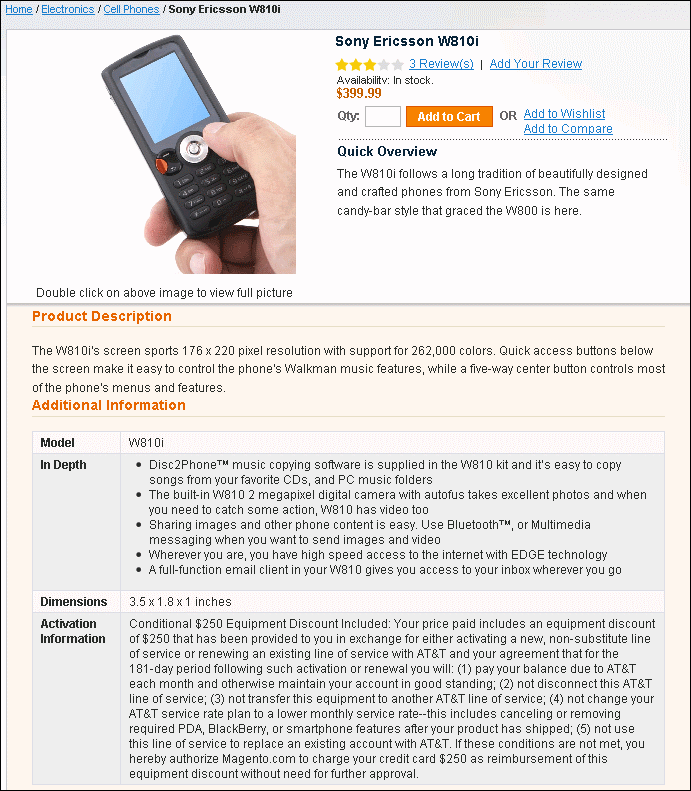 Home / Electronics / Cell Phones / Sony Ericsson W810i
Sony Ericsson W810i
3 Review(s) | Add Your Review
Availability: In stock.
$399.99
Qty: Add to Cart OR Add to Wishlist
Add to Compare
Quick Overview
The W810i follows a long tradition of beautifully designed
and crafted phones from Sony Ericsson. The same
candy-bar style that graced the W800 is here.
Double click on above image to view full picture
Product Description
The W810i's screen sports 176 x 220 pixel resolution with support for 262,000 colors. Quick access buttons below
the screen make it easy to control the phone's Walkman music features, while a five-way center button controls most
of the phone's menus and features.
Additional Information
Model W810i
In Depth • Disc2Phone™ music copying software is supplied in the W810 kit and it's easy to copy
songs from your favorite CDs, and PC music folders
• The built-in W810 2 megapixel digital camera with autofus takes excellent photos and when
you need to catch some action, W810 has video too
• Sharing images and other phone content is easy. Use Bluetooth™, or Multimedia
messaging when you want to send images and video
• Wherever you are, you have high speed access to the internet with EDGE technology
• A full-function email client in your W810 gives you access to your inbox wherever you go
Dimensions 3.5 x 1.8 x 1 inches
Activation Information Conditional $250 Equipment Discount Included: Your price paid includes an equipment discount
of $250 that has been provided to you in exchange for either activating a new, non-substitute line
of service or renewing an existing line of service with AT&T and your agreement that for the
181-day period following such activation or renewal you will: (1) pay your balance due to AT&T
each month and otherwise maintain your account in good standing; (2) not disconnect this AT&T
line of service; (3) not transfer this equipment to another AT&T line of service; (4) not change your
AT&T service rate plan to a lower monthly service rate--this includes canceling or removing
required PDA, BlackBerry, or smartphone features after your product has shipped; (5) not use
this line of service to replace an existing account with AT&T. If these conditions are not met, you
hereby authorize Magento.com to charge your credit card $250 as reimbursement of this
equipment discount without need for further approval.